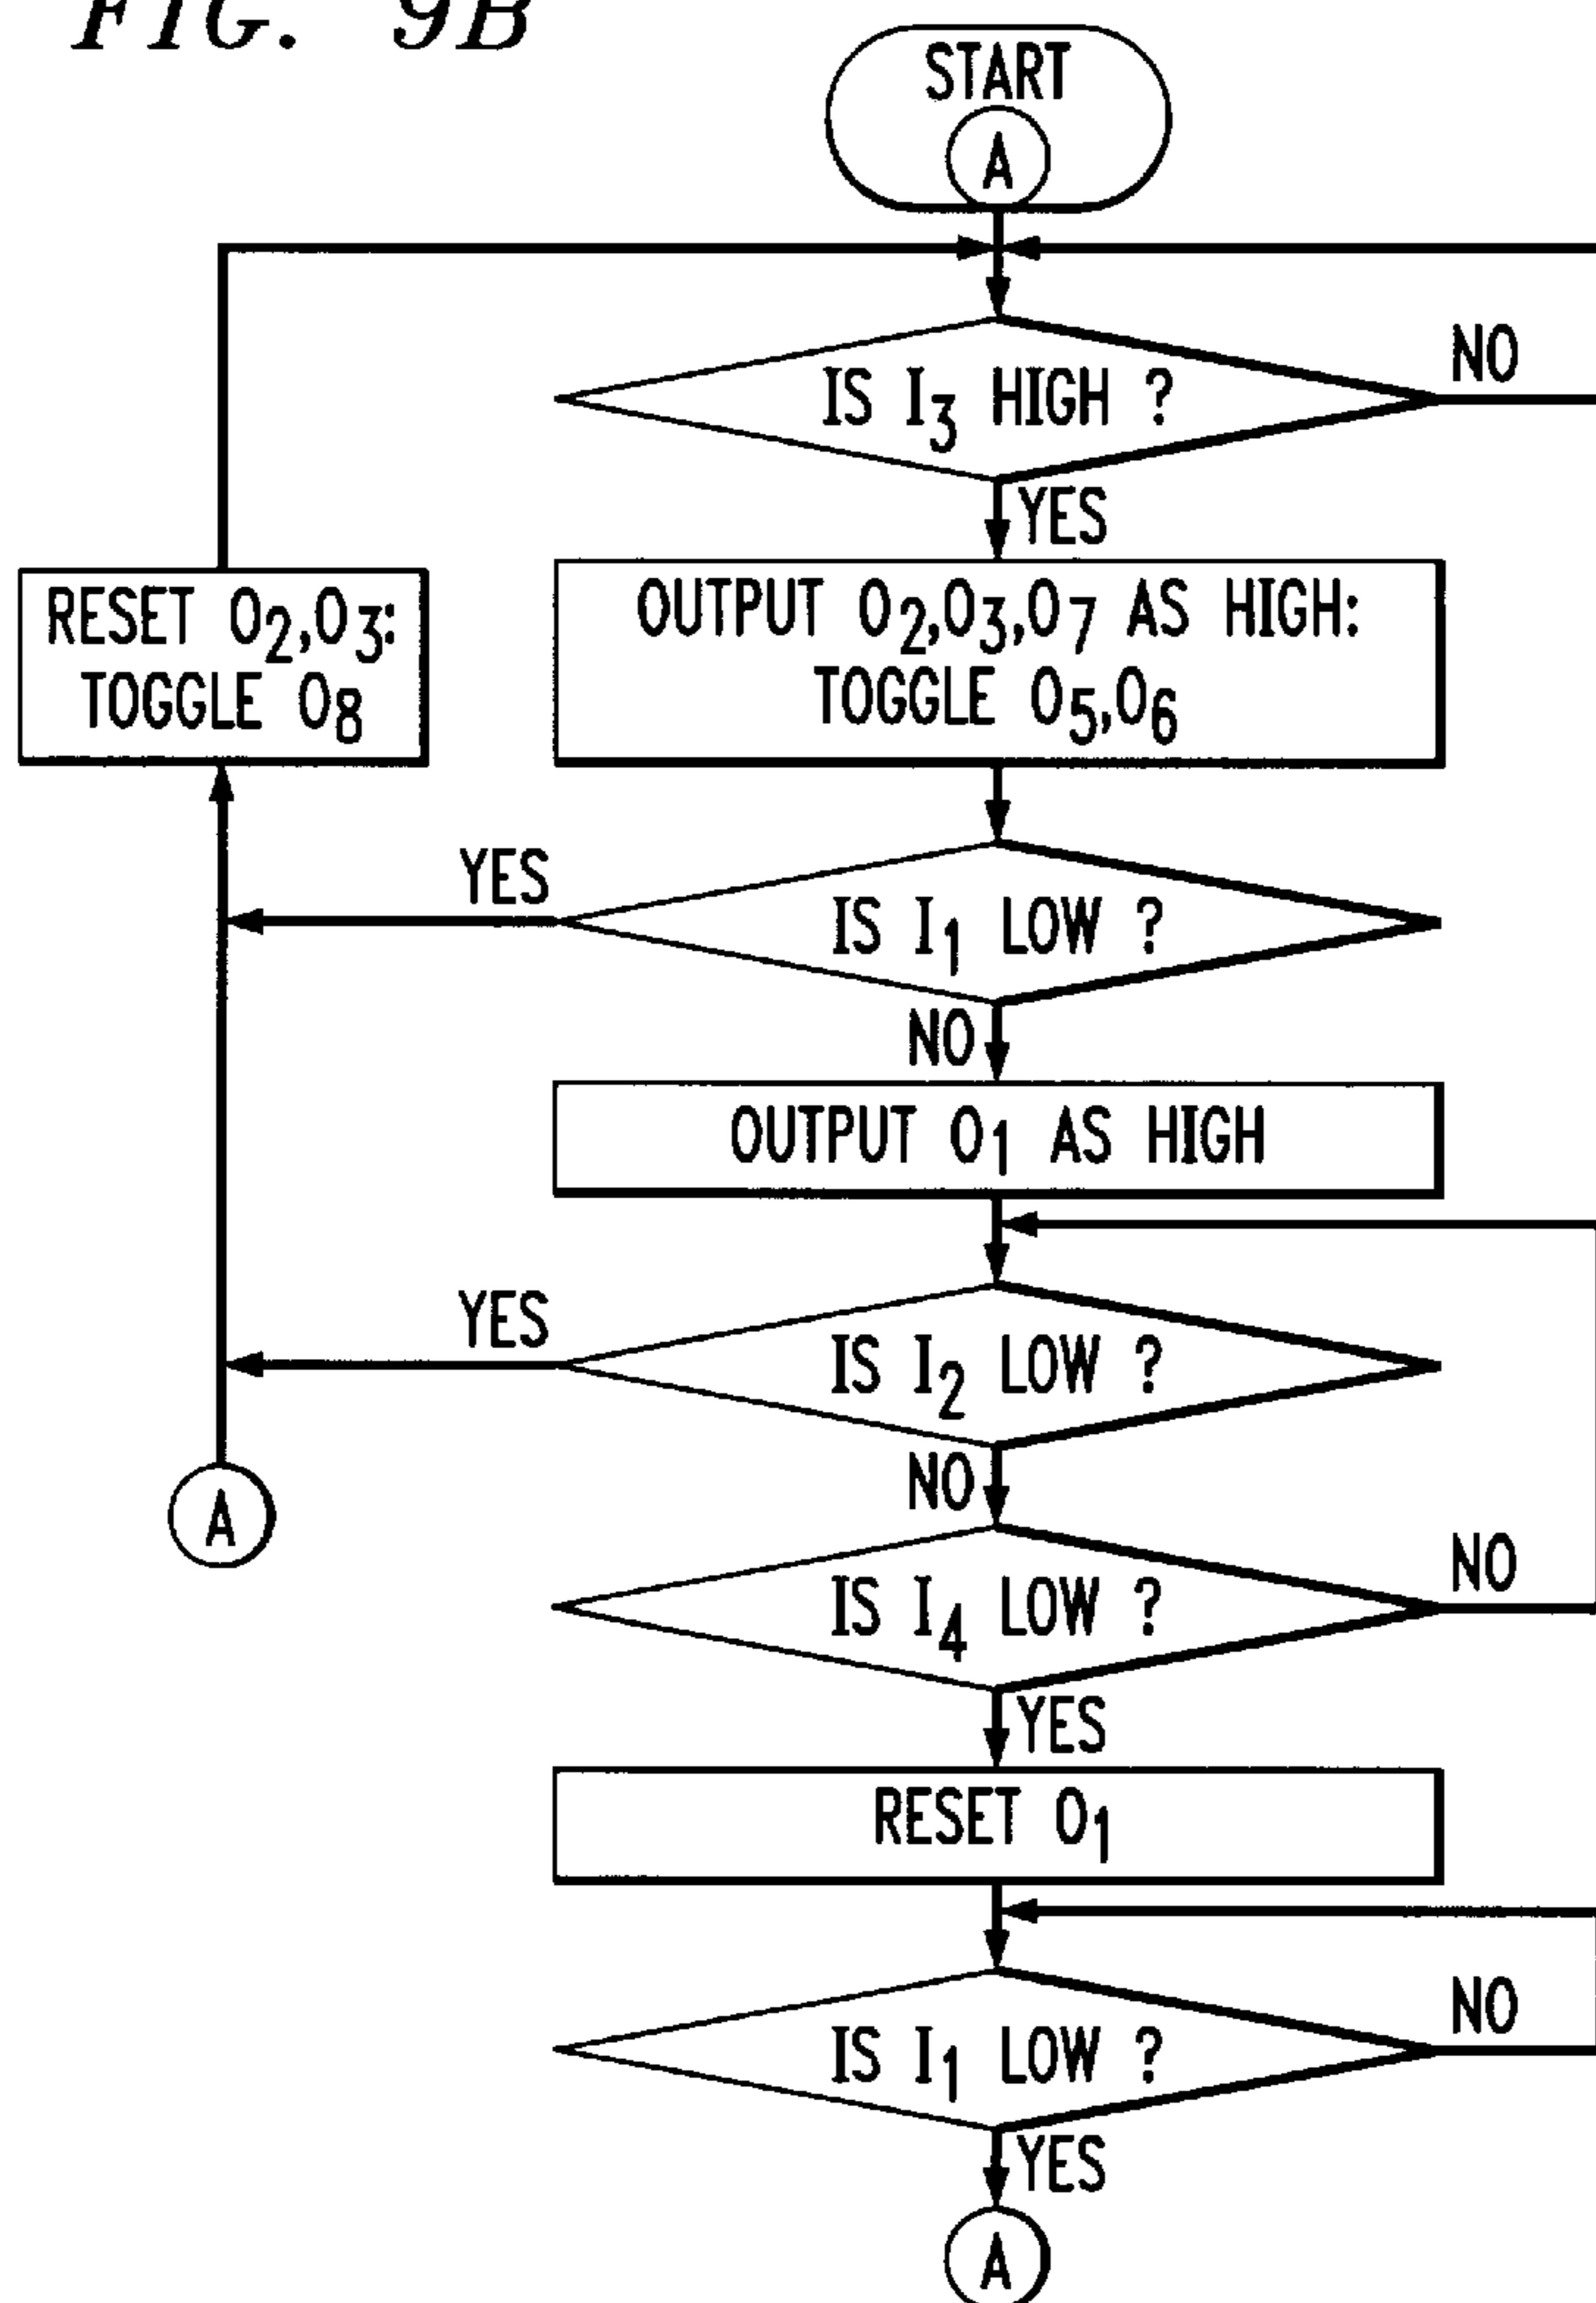 FIG. 9B
START
A
IS I3 HIGH ?
NO
YES
RESET O2,O3:
TOGGLE O8
OUTPUT O2,O3,O7 AS HIGH:
TOGGLE O5,O6
YES
IS I1 LOW ?
NO
OUTPUT O1 AS HIGH
YES
IS I2 LOW ?
NO
A
IS I4 LOW ?
NO
YES
RESET O1
IS I1 LOW ?
NO
YES
A